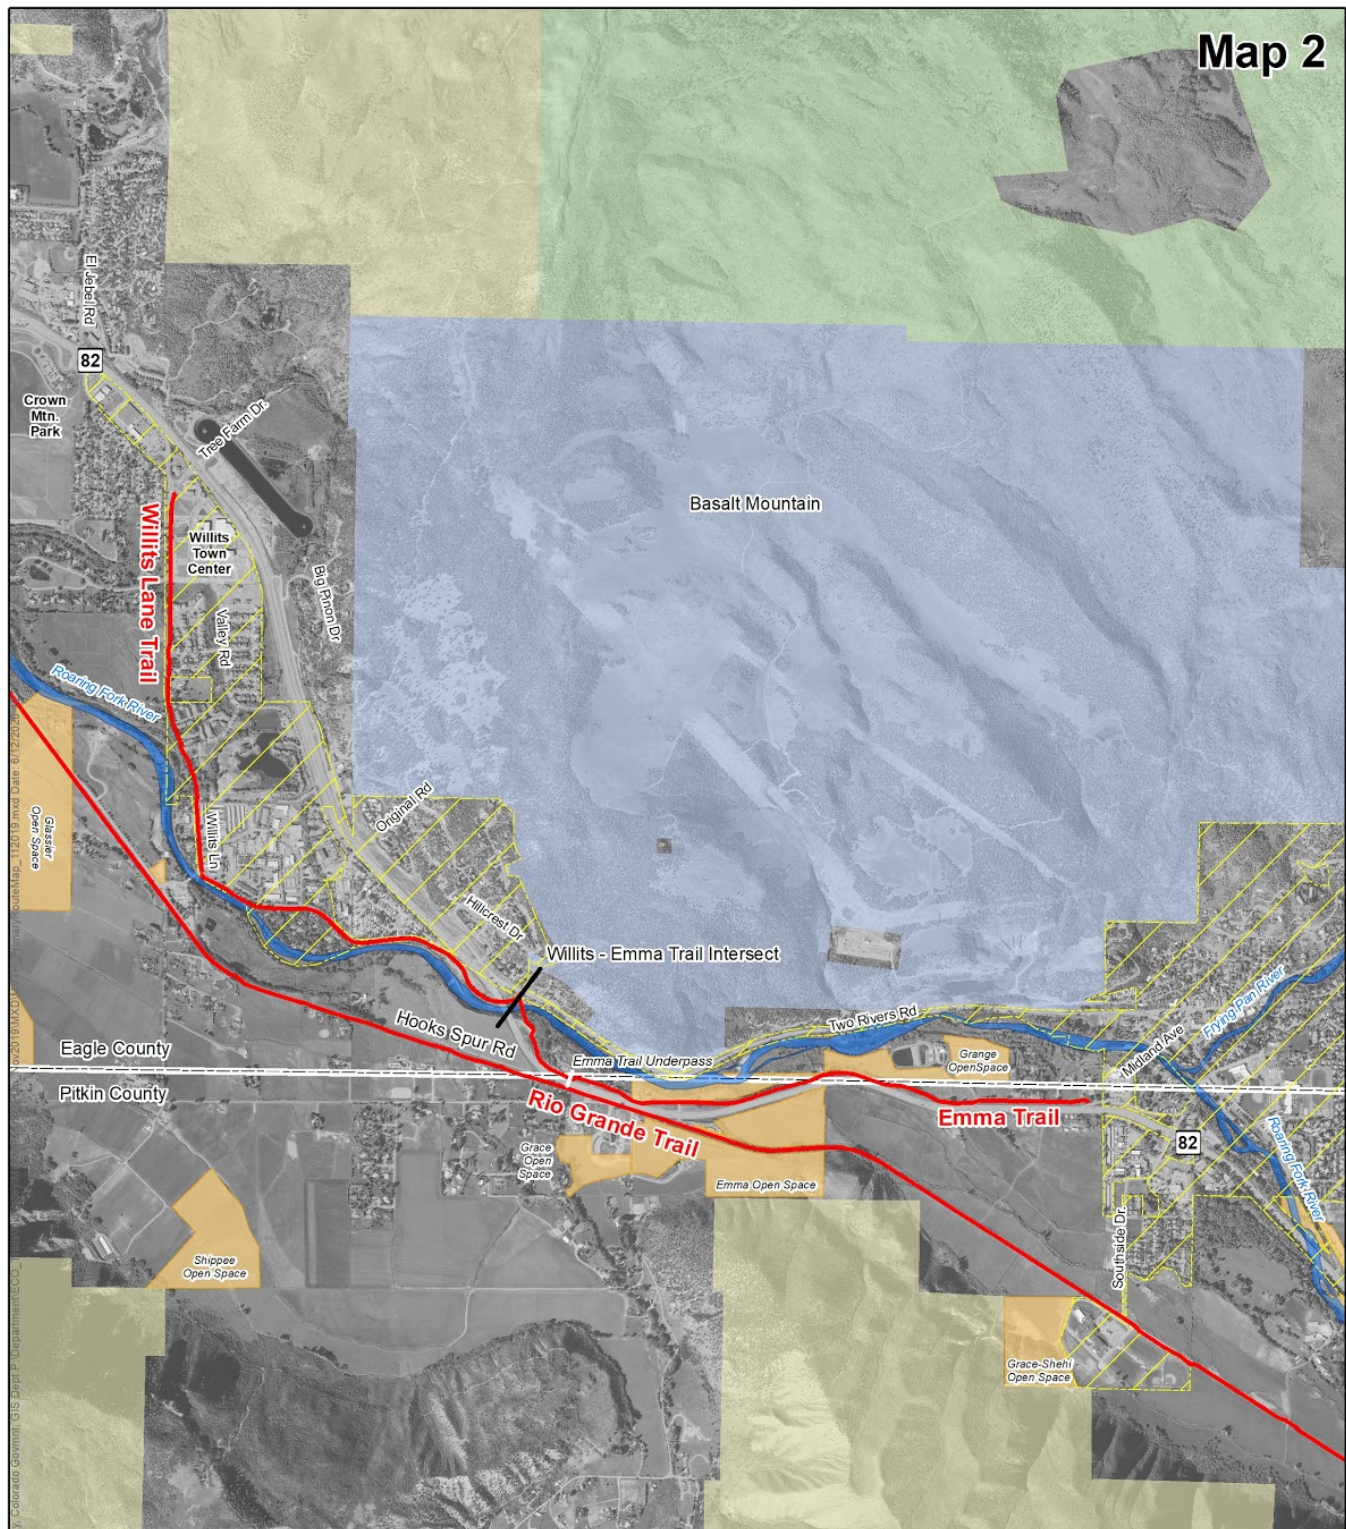 Map 2
El Jebel Rd
82
Crown
Mtn.
Park
Tree Farm Dr.
Basalt Mountain
Willits Lane Trail
Willits
Town
Center
Big Pinon Dr
Valley Rd
Roaring Fork River
Original Rd
Glassier
Open Space
Willits Ln
Hillcrest Dr
Willits - Emma Trail Intersect
Frying Pan River
Hooks Spur Rd
Two Rivers Rd
Midland Ave
Eagle County
Emma Trail Underpass
Grange
OpenSpace
Pitkin County
Rio Grande Trail
Emma Trail
82
Grace
Open
Space
Emma Open Space
Roaring Fork River
Shippee
Open Space
Southside Dr.
Grace-Shehi
Open Space